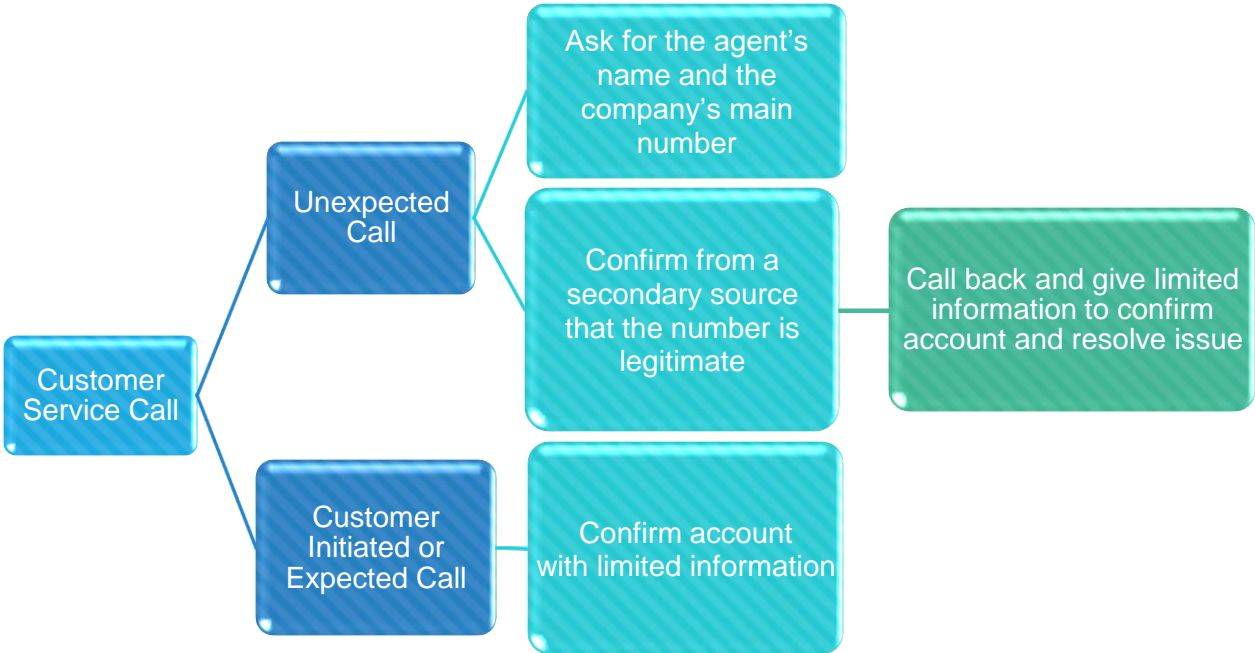 Customer
Service Call
Unexpected
Call
Ask for the agent’s
name and the
company’s main
number
Confirm from a
secondary source
that the number is
legitimate
Call back and give limited
information to confirm
account and resolve issue
Customer
Initiated or
Expected Call
Confirm account
with limited information